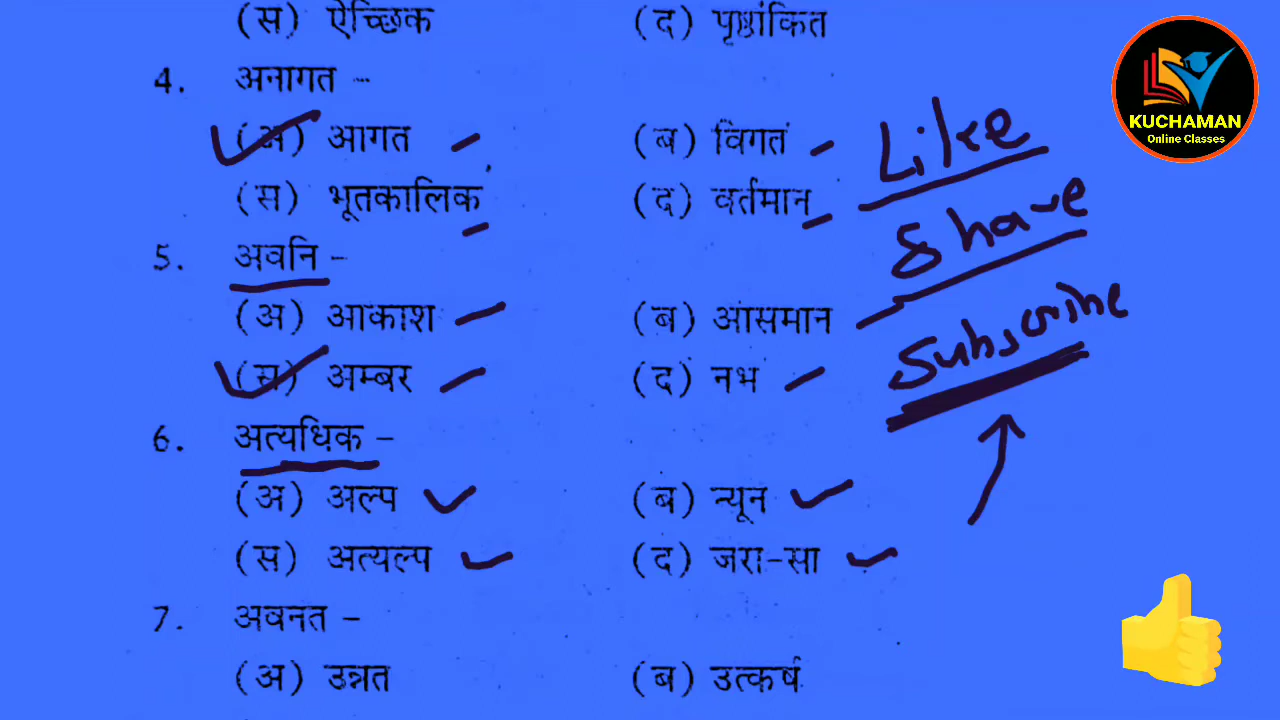 (स) ऐच्छिक (द) पृष्ठांकित
4. अनागत –
(अ) आगत (ब) विगत
(स) भूतकालिक (द) वर्तमान
5. अवनि –
(अ) आकाश (ब) आसमान
(स) अम्बर (द) नभ
6. अत्यधिक –
(अ) अल्प (ब) न्यून
(स) अत्यल्प (द) जरा-सा
7. अवनत –
(अ) उन्नत (ब) उत्कर्ष
Like
Share
Subscribe
KUCHAMAN
Online Classes